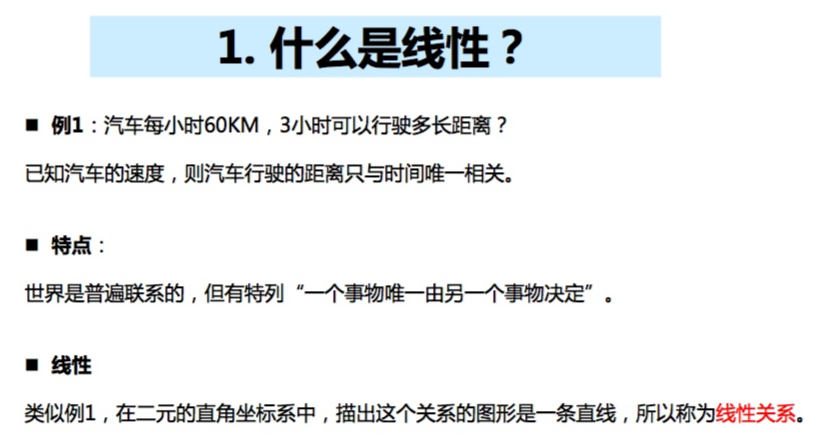 1. 什么是线性？
■ 例1：汽车每小时60KM，3小时可以行驶多长距离？
已知汽车的速度，则汽车行驶的距离只与时间唯一相关。
■ 特点：
世界是普遍联系的，但有特列“一个事物唯一由另一个事物决定”。
■ 线性
类似例1，在二元的直角坐标系中，描出这个关系的图形是一条直线，所以称为线性关系。